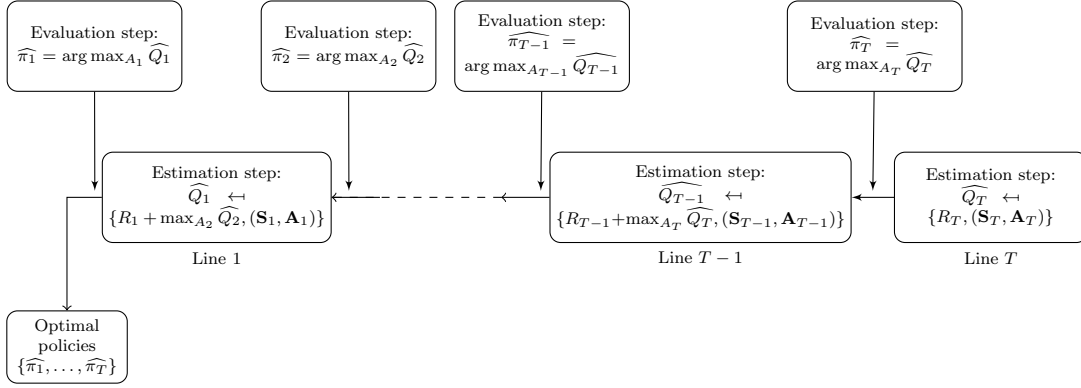 Evaluation step:
$\widehat{\pi_1} = \arg\max_{A_1} \widehat{Q_1}$
Evaluation step:
$\widehat{\pi_2} = \arg\max_{A_2} \widehat{Q_2}$
Evaluation step:
$\widehat{\pi_{T-1}} =$
$\arg\max_{A_{T-1}} \widehat{Q_{T-1}}$
Evaluation step:
$\widehat{\pi_T} =$
$\arg\max_{A_T} \widehat{Q_T}$
Estimation step:
$\widehat{Q_1} \leftarrow$
$\{R_1 + \max_{A_2} \widehat{Q_2}, (\mathbf{S}_1, \mathbf{A}_1)\}$
Line 1
Estimation step:
$\widehat{Q_{T-1}} \leftarrow$
$\{R_{T-1} + \max_{A_T} \widehat{Q_T}, (\mathbf{S}_{T-1}, \mathbf{A}_{T-1})\}$
Line $T-1$
Estimation step:
$\widehat{Q_T} \leftarrow$
$\{R_T, (\mathbf{S}_T, \mathbf{A}_T)\}$
Line $T$
Optimal
policies
$\{\widehat{\pi_1}, \ldots, \widehat{\pi_T}\}$